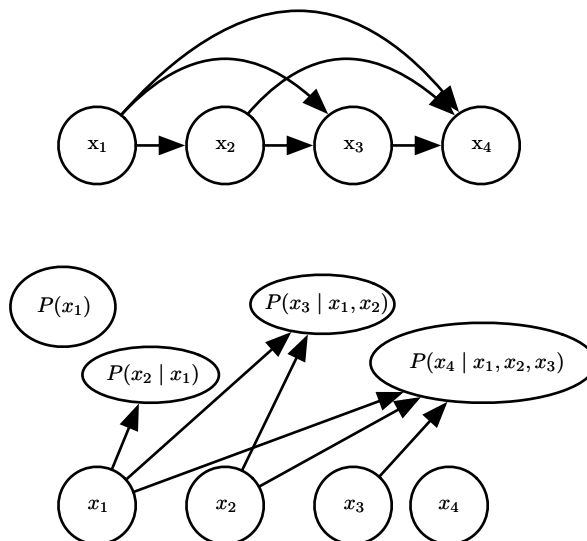 x₁ x₂ x₃ x₄
P(x₁)
P(x₃ | x₁, x₂)
P(x₂ | x₁)
P(x₄ | x₁, x₂, x₃)
x₁ x₂ x₃ x₄